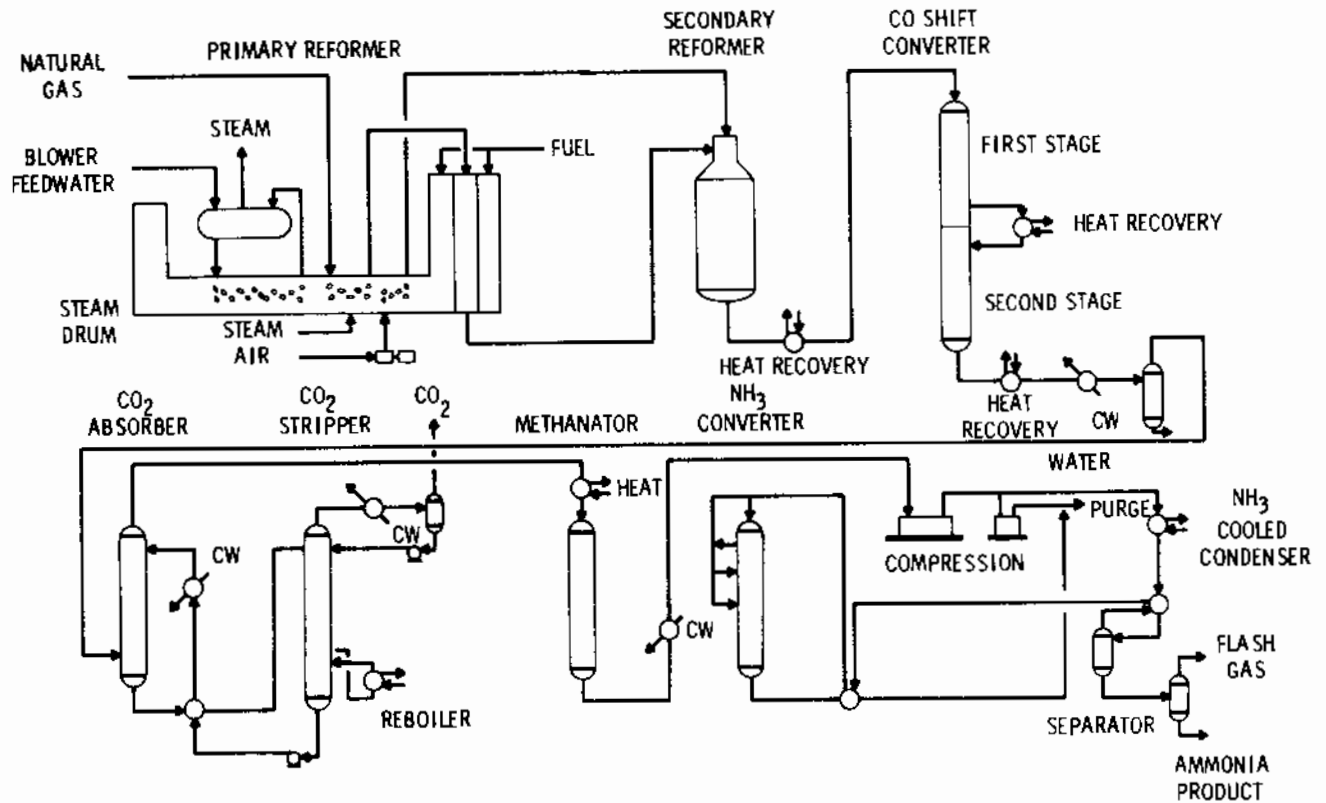 NATURAL
GAS
PRIMARY REFORMER
SECONDARY
REFORMER
CO SHIFT
CONVERTER
STEAM
BLOWER
FEEDWATER
FUEL
FIRST STAGE
HEAT RECOVERY
SECOND STAGE
STEAM
DRUM
STEAM
AIR
HEAT RECOVERY
HEAT
RECOVERY
CW
WATER
CO2
ABSORBER
CO2
STRIPPER
CO2
METHANATOR
NH3
CONVERTER
CW
CW
HEAT
CW
COMPRESSION
PURGE
NH3
COOLED
CONDENSER
REBOILER
SEPARATOR
FLASH
GAS
AMMONIA
PRODUCT